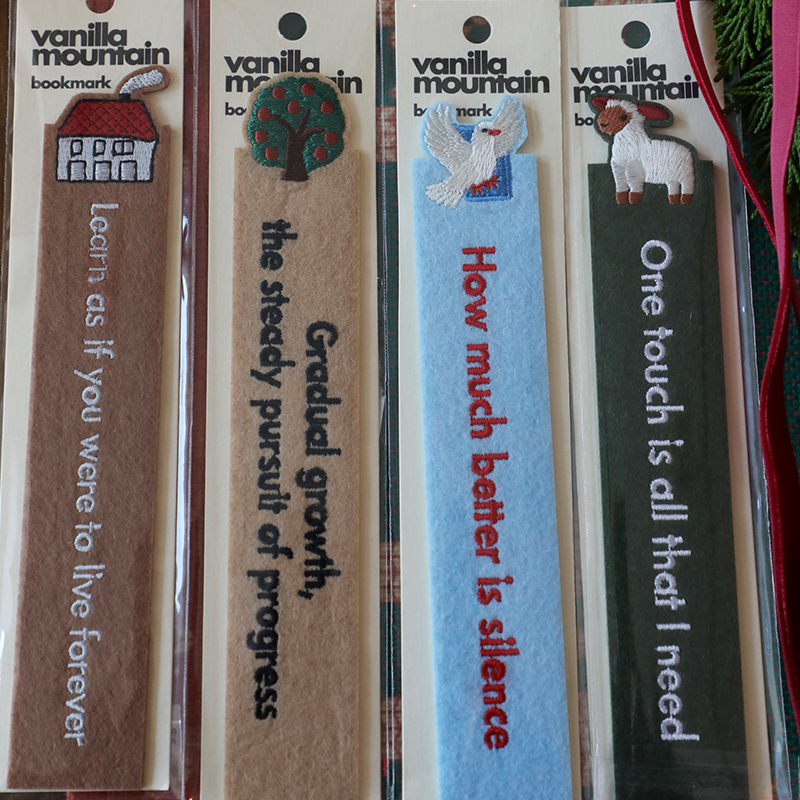 vanilla
mountain
bookmark
Learn as if you were to live forever
vanilla
mountain
Gradual growth,
the steady pursuit of progress
vanilla
mountain
How much better is silence
vanilla
mountain
One touch is all that I need